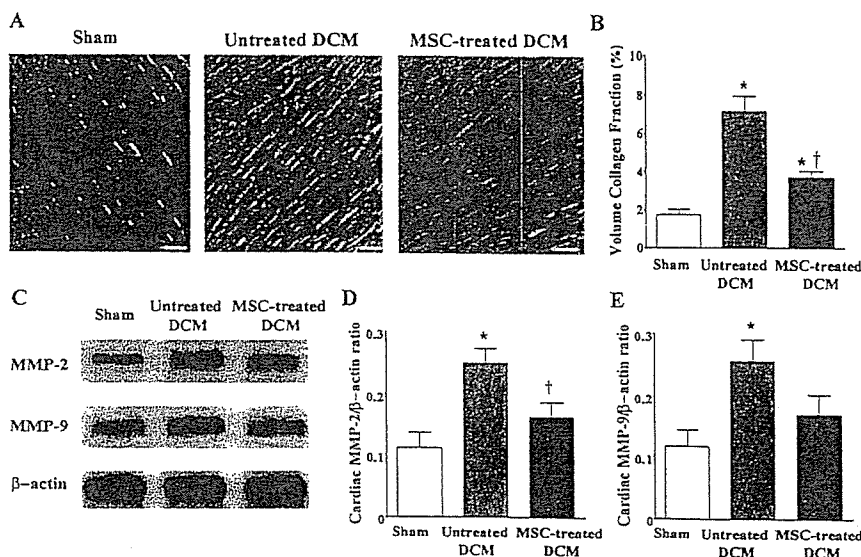 A
Sham
Untreated DCM
MSC-treated DCM
B
Volume Collagen Fraction (%)
10
8
6
4
2
0
*
* †
Sham
Untreated DCM
MSC-treated DCM
C
Sham
Untreated DCM
MSC-treated DCM
MMP-2
MMP-9
β-actin
D
Cardiac MMP-2/β-actin ratio
0.3
0.2
0.1
0
*
†
Sham
Untreated DCM
MSC-treated DCM
E
Cardiac MMP-9/β-actin ratio
0.3
0.2
0.1
0
*
Sham
Untreated DCM
MSC-treated DCM